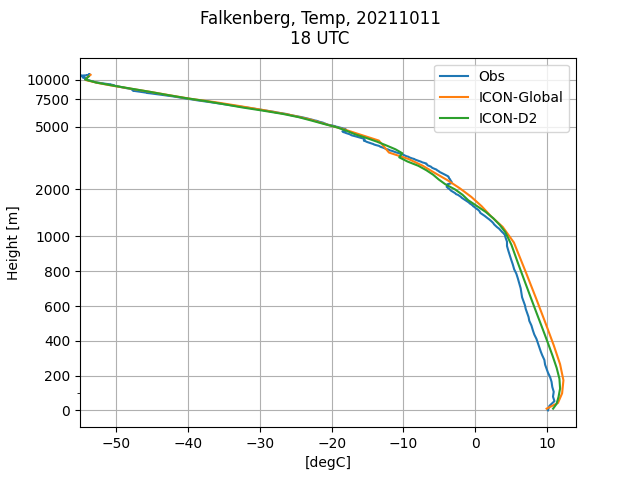 Falkenberg, Temp, 20211011
18 UTC
Obs
ICON-Global
ICON-D2
Height [m]
10000
7500
5000
2000
1000
800
600
400
200
0
−50
−40
−30
−20
−10
0
10
[degC]